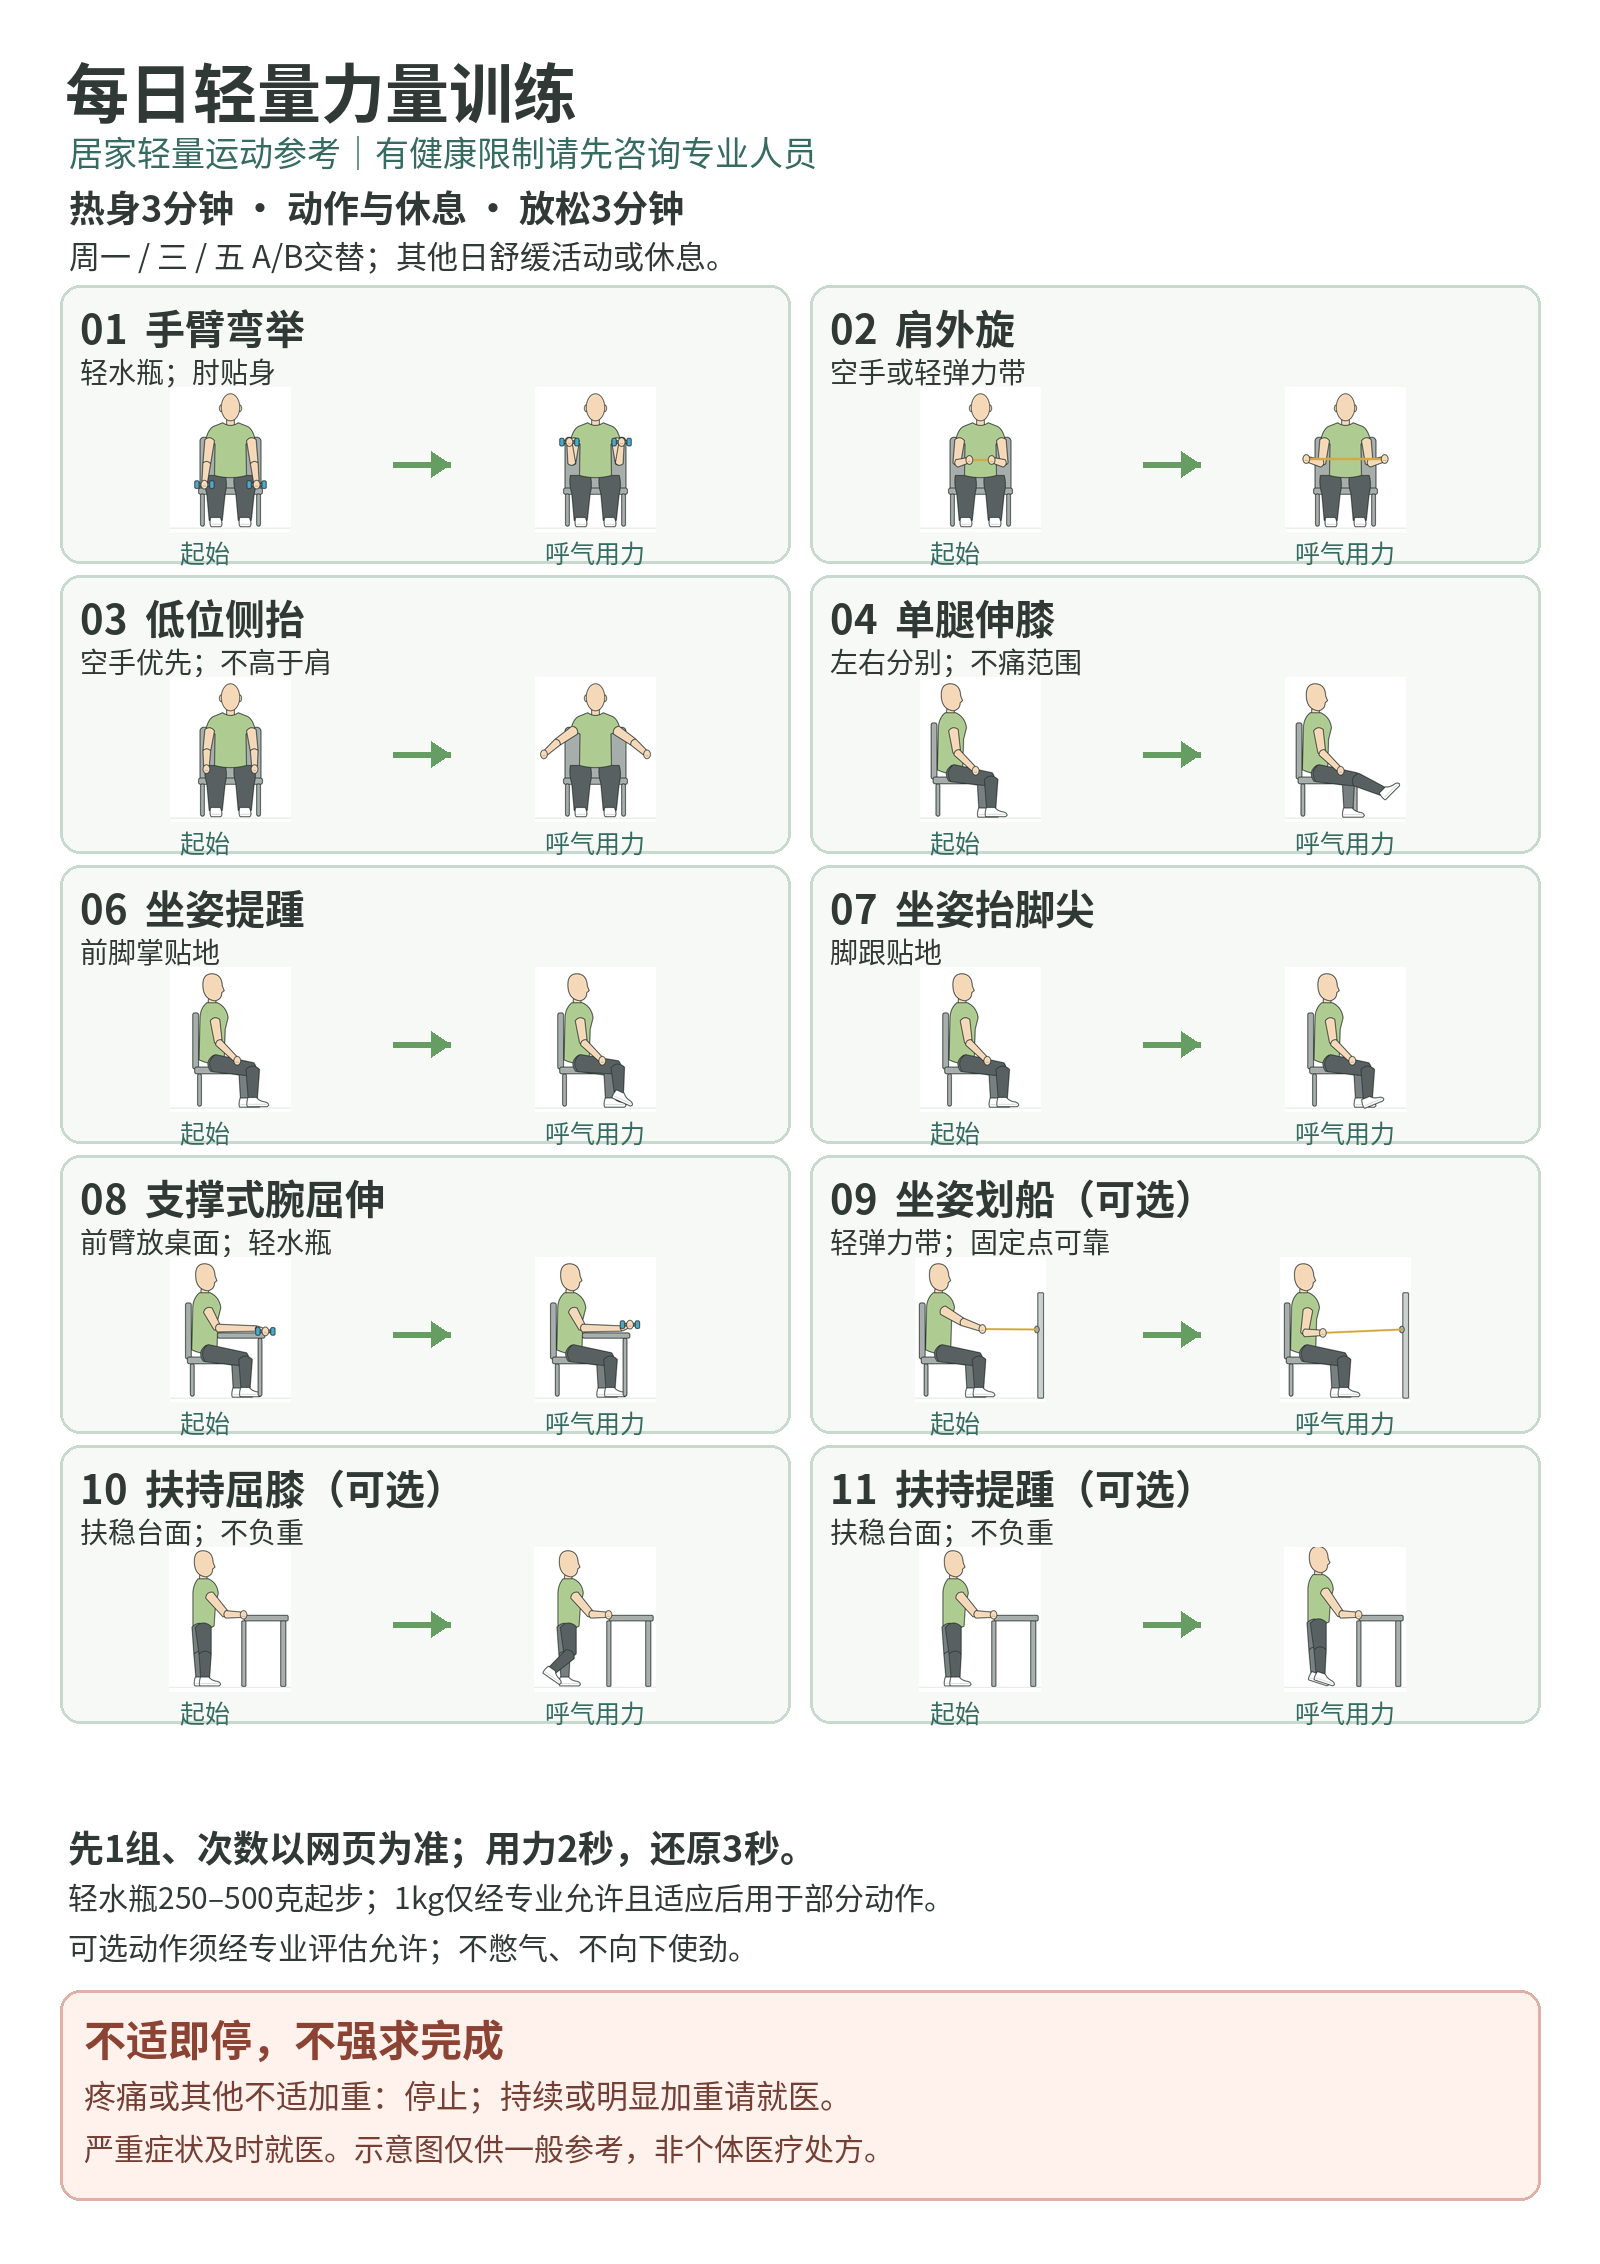 每日轻量力量训练
居家轻量运动参考｜有健康限制请先咨询专业人员
热身3分钟 · 动作与休息 · 放松3分钟
周一 / 三 / 五 A/B交替；其他日舒缓活动或休息。
01 手臂弯举
轻水瓶；肘贴身
起始
呼气用力
02 肩外旋
空手或轻弹力带
起始
呼气用力
03 低位侧抬
空手优先；不高于肩
起始
呼气用力
04 单腿伸膝
左右分别；不痛范围
起始
呼气用力
06 坐姿提踵
前脚掌贴地
起始
呼气用力
07 坐姿抬脚尖
脚跟贴地
起始
呼气用力
08 支撑式腕屈伸
前臂放桌面；轻水瓶
起始
呼气用力
09 坐姿划船（可选）
轻弹力带；固定点可靠
起始
呼气用力
10 扶持屈膝（可选）
扶稳台面；不负重
起始
呼气用力
11 扶持提踵（可选）
扶稳台面；不负重
起始
呼气用力
先1组、次数以网页为准；用力2秒，还原3秒。
轻水瓶250–500克起步；1kg仅经专业允许且适应后用于部分动作。
可选动作须经专业评估允许；不憋气、不向下使劲。
不适即停，不强求完成
疼痛或其他不适加重：停止；持续或明显加重请就医。
严重症状及时就医。示意图仅供一般参考，非个体医疗处方。